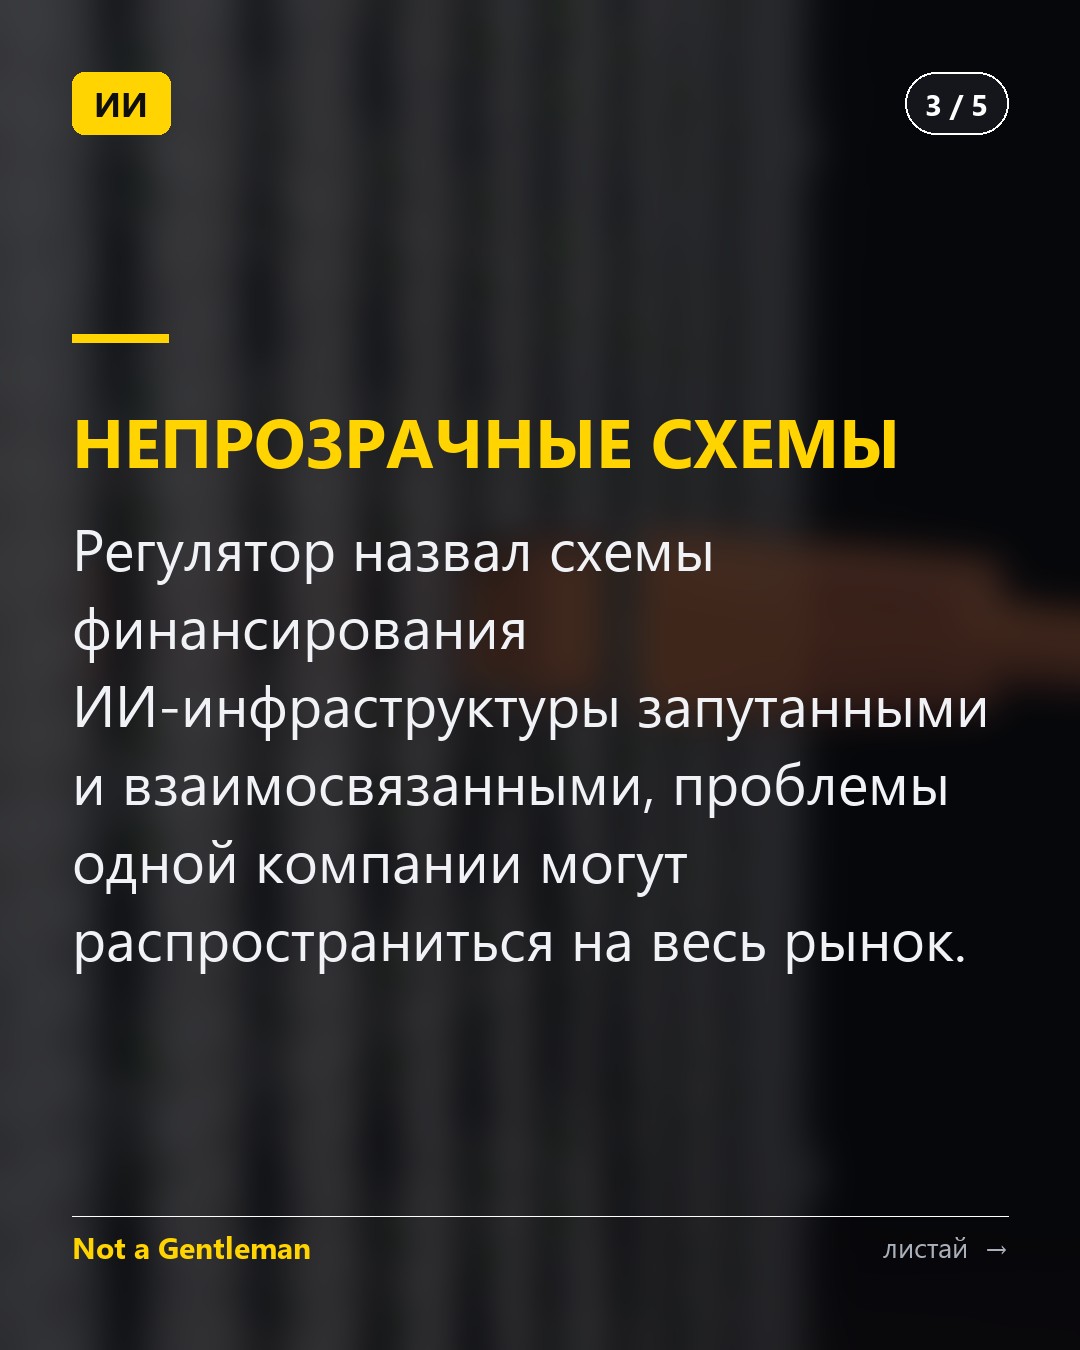 ИИ
3 / 5
НЕПРОЗРАЧНЫЕ СХЕМЫ
Регулятор назвал схемы
финансирования
ИИ-инфраструктуры запутанными
и взаимосвязанными, проблемы
одной компании могут
распространиться на весь рынок.
Not a Gentleman
листай →